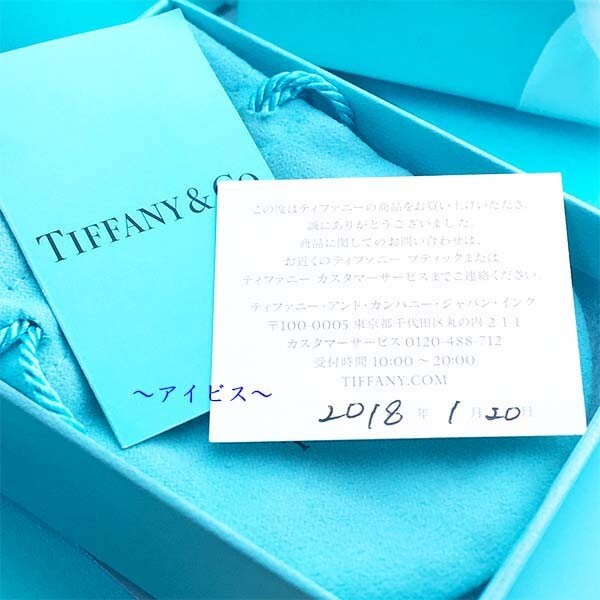 TIFFANY & CO
この度はティファニーの商品をお買い上げいただき、
誠にありがとうございました。
商品に関してのお問い合わせは、
お近くのティファニー ブティックまたは
ティファニー カスタマーサービスまでご連絡ください。
ティファニー・アンド・カンパニー・ジャパン・インク
〒100-0005 東京都千代田区丸の内 2 1 1
カスタマーサービス 0120-488-712
受付時間 10:00～20:00
TIFFANY.COM
2018 年 1 月 20 日
～アイビス～